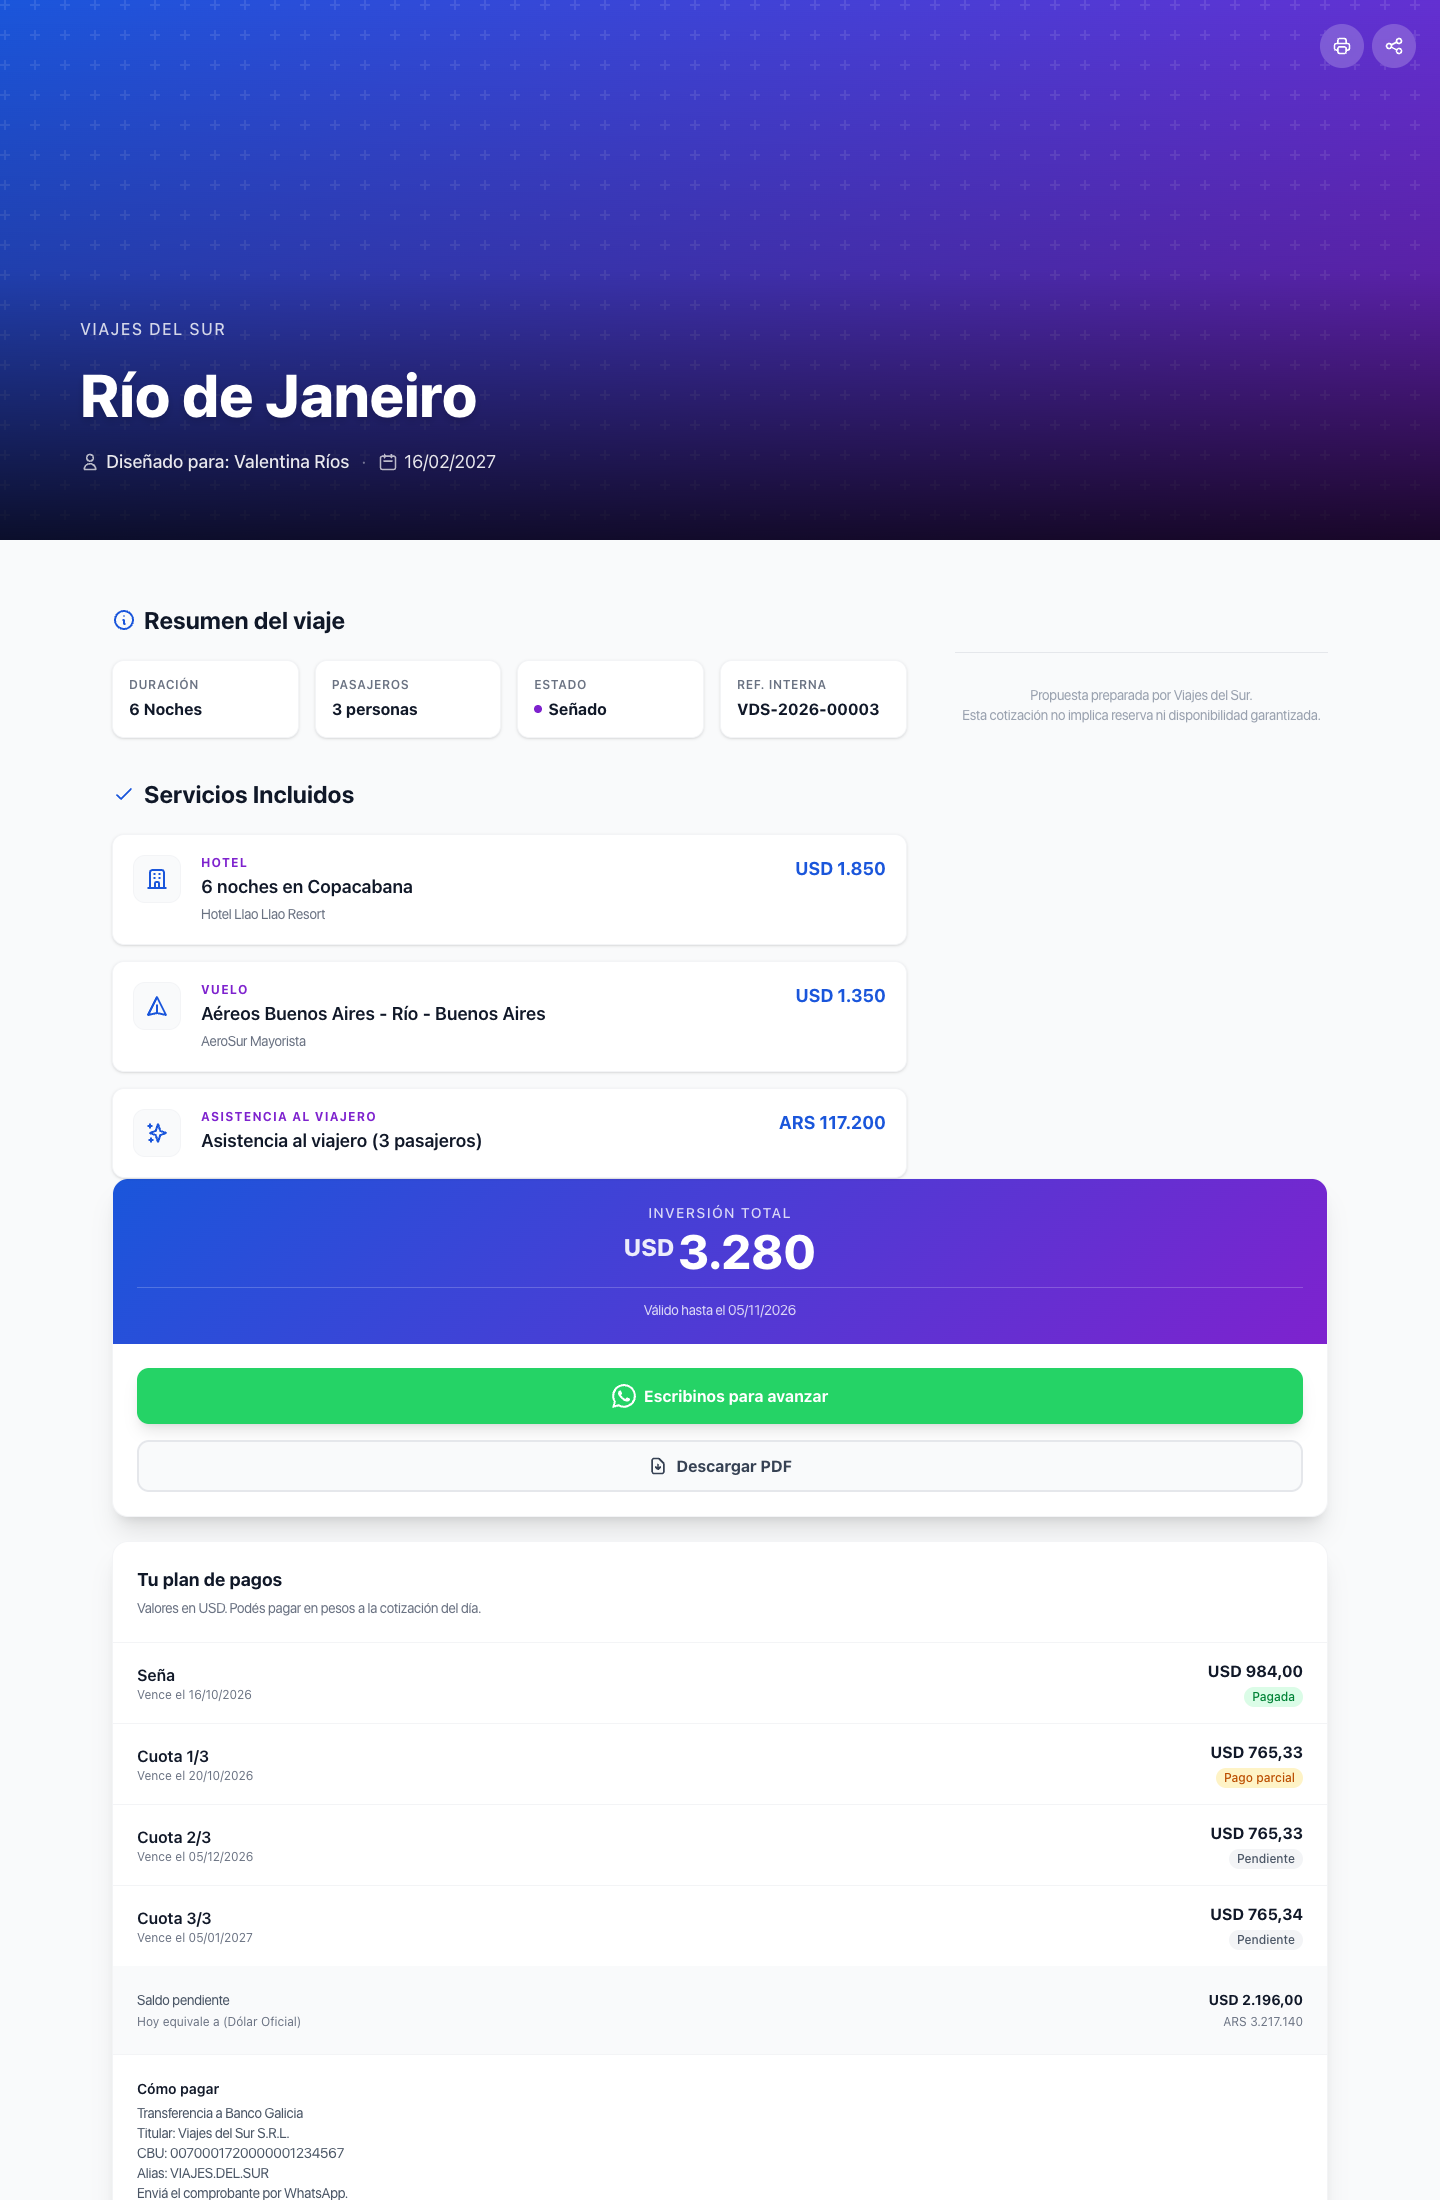 VIAJES DEL SUR
Río de Janeiro
Diseñado para: Valentina Ríos · 16/02/2027
Resumen del viaje
DURACIÓN
6 Noches
PASAJEROS
3 personas
ESTADO
Señado
REF. INTERNA
VDS-2026-00003
Propuesta preparada por Viajes del Sur.
Esta cotización no implica reserva ni disponibilidad garantizada.
Servicios Incluidos
HOTEL
6 noches en Copacabana
Hotel Llao Llao Resort
USD 1.850
VUELO
Aéreos Buenos Aires - Río - Buenos Aires
AeroSur Mayorista
USD 1.350
ASISTENCIA AL VIAJERO
Asistencia al viajero (3 pasajeros)
ARS 117.200
INVERSIÓN TOTAL
USD 3.280
Válido hasta el 05/11/2026
Escribinos para avanzar
Descargar PDF
Tu plan de pagos
Valores en USD. Podés pagar en pesos a la cotización del día.
Seña
Vence el 16/10/2026
USD 984,00
Pagada
Cuota 1/3
Vence el 20/10/2026
USD 765,33
Pago parcial
Cuota 2/3
Vence el 05/12/2026
USD 765,33
Pendiente
Cuota 3/3
Vence el 05/01/2027
USD 765,34
Pendiente
Saldo pendiente
USD 2.196,00
Hoy equivale a (Dólar Oficial)
ARS 3.217.140
Cómo pagar
Transferencia a Banco Galicia
Titular: Viajes del Sur S.R.L.
CBU: 0070001720000001234567
Alias: VIAJES.DEL.SUR
Enviá el comprobante por WhatsApp.